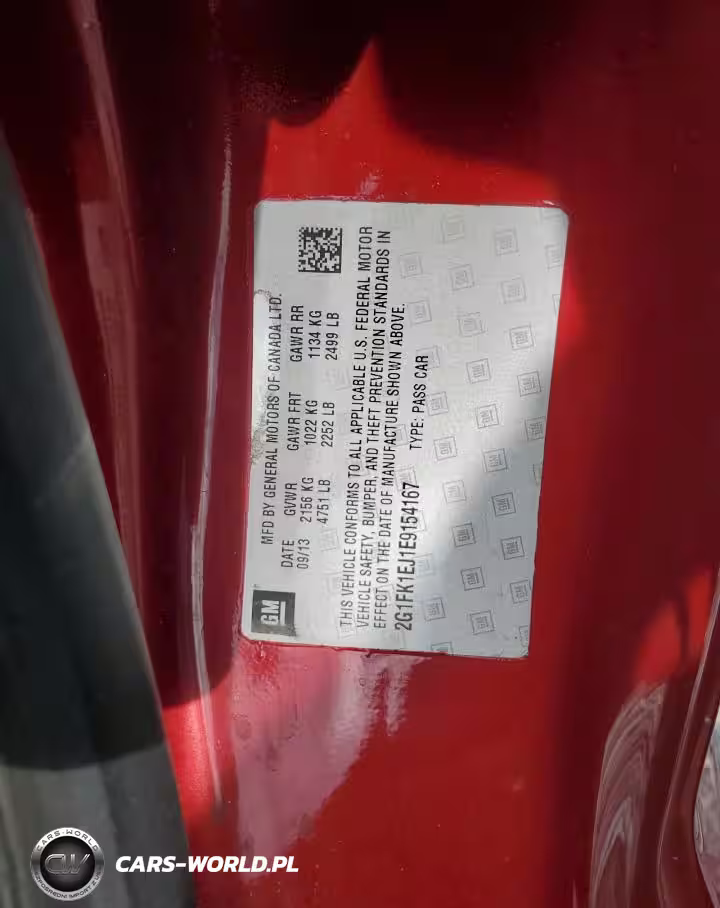 GM
MFD BY GENERAL MOTORS OF CANADA LTD.
DATE GVWR GAWR FRT GAWR RR
09/13 2156 KG 1022 KG 1134 KG
4751 LB 2252 LB 2499 LB
THIS VEHICLE CONFORMS TO ALL APPLICABLE U.S. FEDERAL MOTOR
VEHICLE SAFETY, BUMPER, AND THEFT PREVENTION STANDARDS IN
EFFECT ON THE DATE OF MANUFACTURE SHOWN ABOVE.
2G1FK1EJ1E9154167 TYPE: PASS CAR
CARS-WORLD
CW
CARS-WORLD.PL